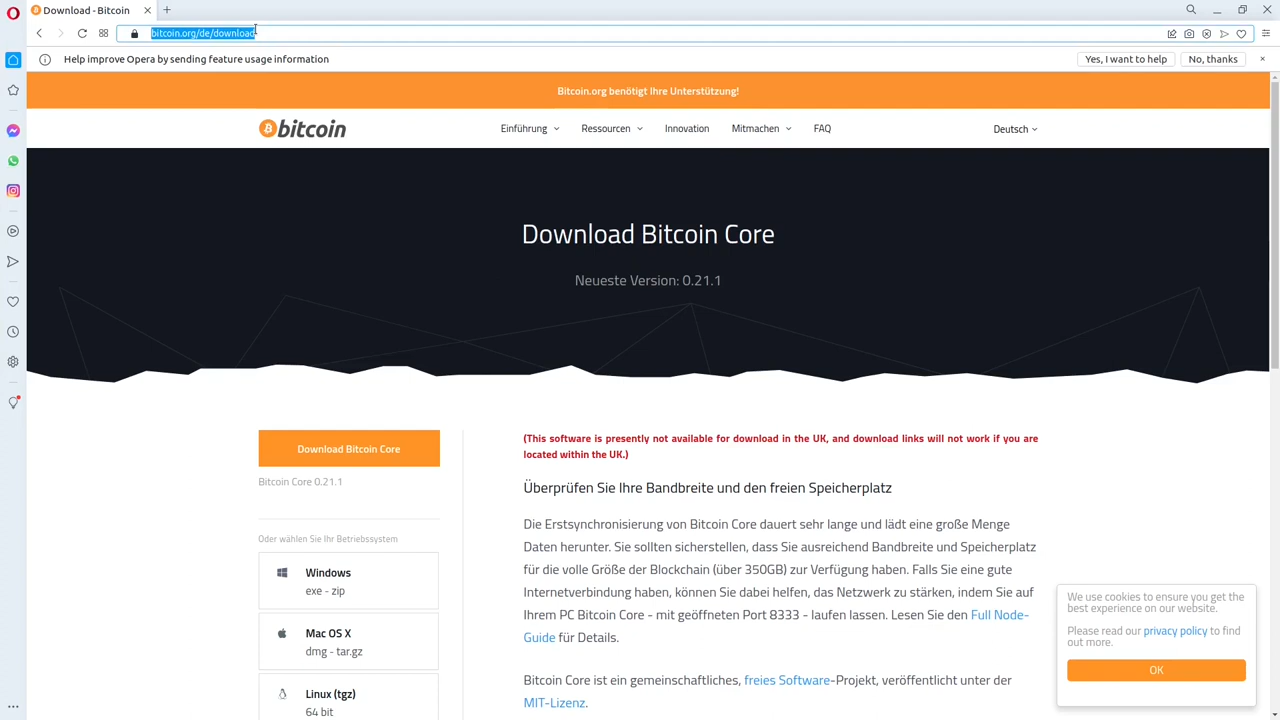 Download - Bitcoin
bitcoin.org/de/download
Help improve Opera by sending feature usage information
Yes, I want to help
No, thanks
Bitcoin.org benötigt Ihre Unterstützung!
bitcoin
Einführung
Ressourcen
Innovation
Mitmachen
FAQ
Deutsch
Download Bitcoin Core
Neueste Version: 0.21.1
Download Bitcoin Core
Bitcoin Core 0.21.1
Oder wählen Sie Ihr Betriebssystem
Windows
exe - zip
Mac OS X
dmg - tar.gz
Linux (tgz)
64 bit
(This software is presently not available for download in the UK, and download links will not work if you are
located within the UK.)
Überprüfen Sie Ihre Bandbreite und den freien Speicherplatz
Die Erstsynchronisierung von Bitcoin Core dauert sehr lange und lädt eine große Menge
Daten herunter. Sie sollten sicherstellen, dass Sie ausreichend Bandbreite und Speicherplatz
für die volle Größe der Blockchain (über 350GB) zur Verfügung haben. Falls Sie eine gute
Internetverbindung haben, können Sie dabei helfen, das Netzwerk zu stärken, indem Sie auf
Ihrem PC Bitcoin Core - mit geöffneten Port 8333 - laufen lassen. Lesen Sie den Full Node-
Guide für Details.
Bitcoin Core ist ein gemeinschaftliches, freies Software-Projekt, veröffentlicht unter der
MIT-Lizenz.
We use cookies to ensure you get the
best experience on our website.
Please read our privacy policy to find
out more.
OK